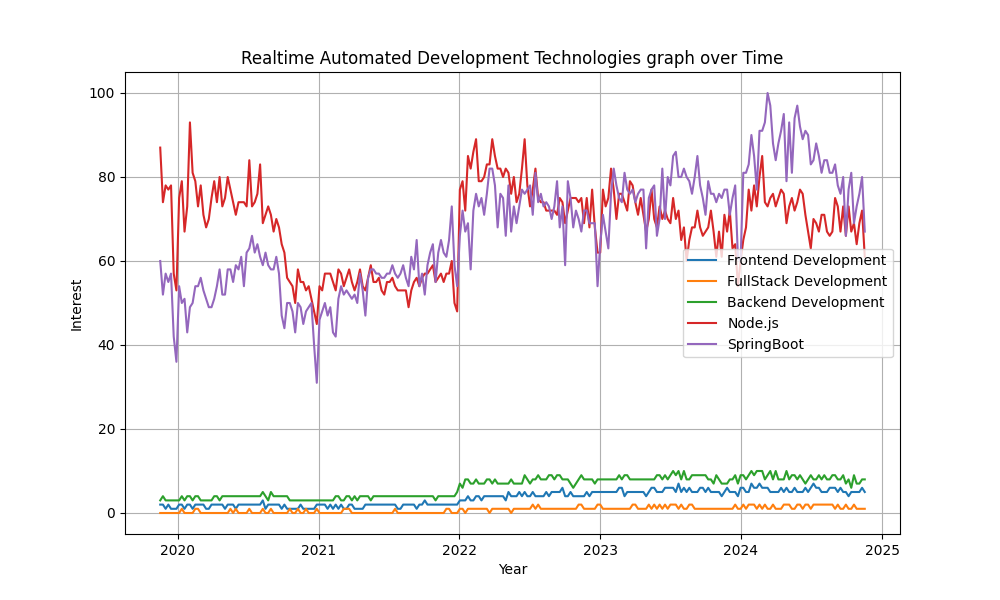 Realtime Automated Development Technologies graph over Time
100
80
60
40
20
0
Interest
Frontend Development
FullStack Development
Backend Development
Node.js
SpringBoot
2020
2021
2022
2023
2024
2025
Year